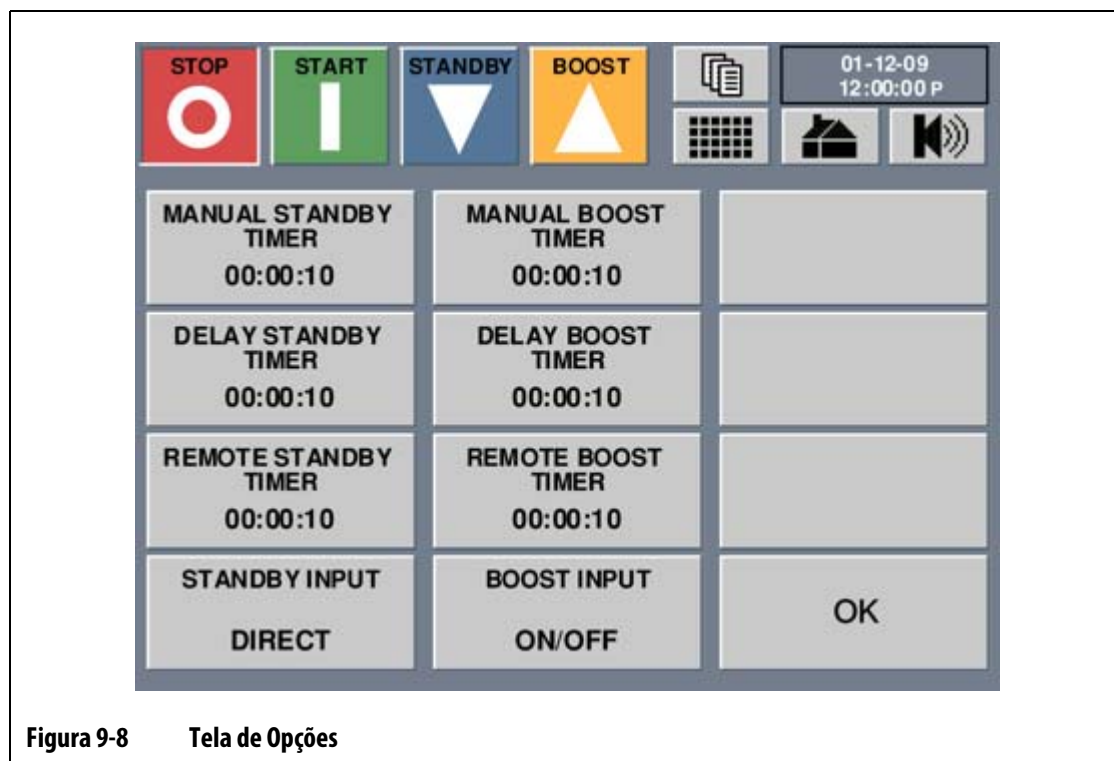 STOP START STANDBY BOOST
01-12-09
12:00:00 P
MANUAL STANDBY
TIMER
00:00:10
MANUAL BOOST
TIMER
00:00:10
DELAY STANDBY
TIMER
00:00:10
DELAY BOOST
TIMER
00:00:10
REMOTE STANDBY
TIMER
00:00:10
REMOTE BOOST
TIMER
00:00:10
STANDBY INPUT
DIRECT
BOOST INPUT
ON/OFF
OK
Figura 9-8 Tela de Opções